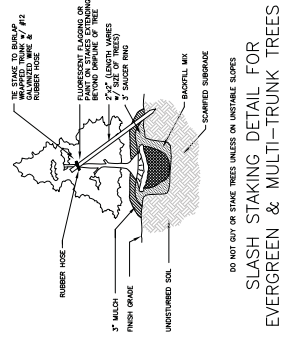 TIE STAKE TO BURLAP
WRAPPED TRUNK w/ #12
GALVNIZED WIRE &
RUBBER HOSE
FLUORESCENT FLAGGING OR
PAINT ON STAKES EXTENDING
BEYOND DRIPLINE OF TREE
2"x2" (LENGTH VARIES
w/ SIZE OF TREES)
3" SAUCER RING
BACKFILL MIX
SCARIFIED SUBGRADE
RUBBER HOSE
3" MULCH
FINISH GRADE
UNDISTURBED SOIL
DO NOT GUY OR STAKE TREES UNLESS ON UNSTABLE SLOPES
SLASH STAKING DETAIL FOR
EVERGREEN & MULTI-TRUNK TREES